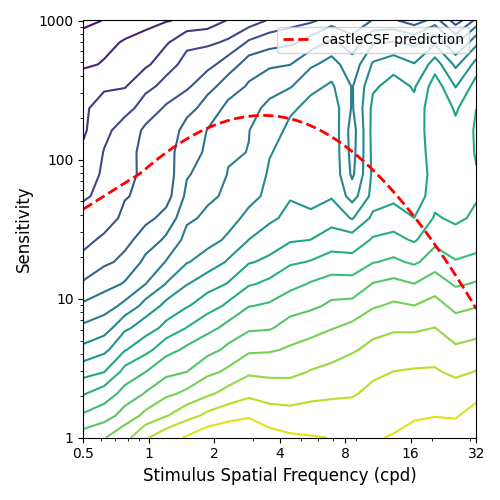 1000
castleCSF prediction
100
10
1
Sensitivity
0.5 1 2 4 8 16 32
Stimulus Spatial Frequency (cpd)